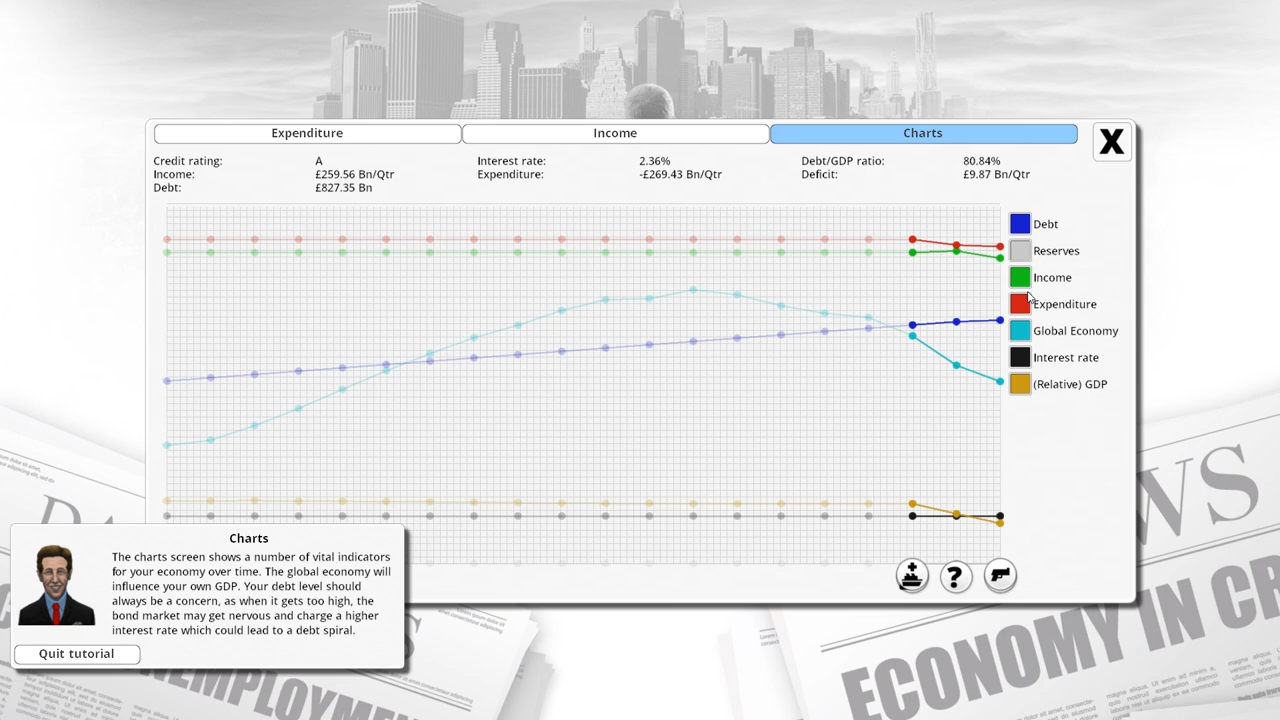 Expenditure
Income
Charts
X
Credit rating:
A
Interest rate:
2.36%
Debt/GDP ratio:
80.84%
Income:
£259.56 Bn/Qtr
Expenditure:
-£269.43 Bn/Qtr
Deficit:
£9.87 Bn/Qtr
Debt:
£827.35 Bn
Debt
Reserves
Income
Expenditure
Global Economy
Interest rate
(Relative) GDP
?
Charts
The charts screen shows a number of vital indicators
for your economy over time. The global economy will
influence your own GDP. Your debt level should
always be a concern, as when it gets too high, the
bond market may get nervous and charge a higher
interest rate which could lead to a debt spiral.
Quit tutorial
WS
ECONOMY IN CR
NEMPLOYME